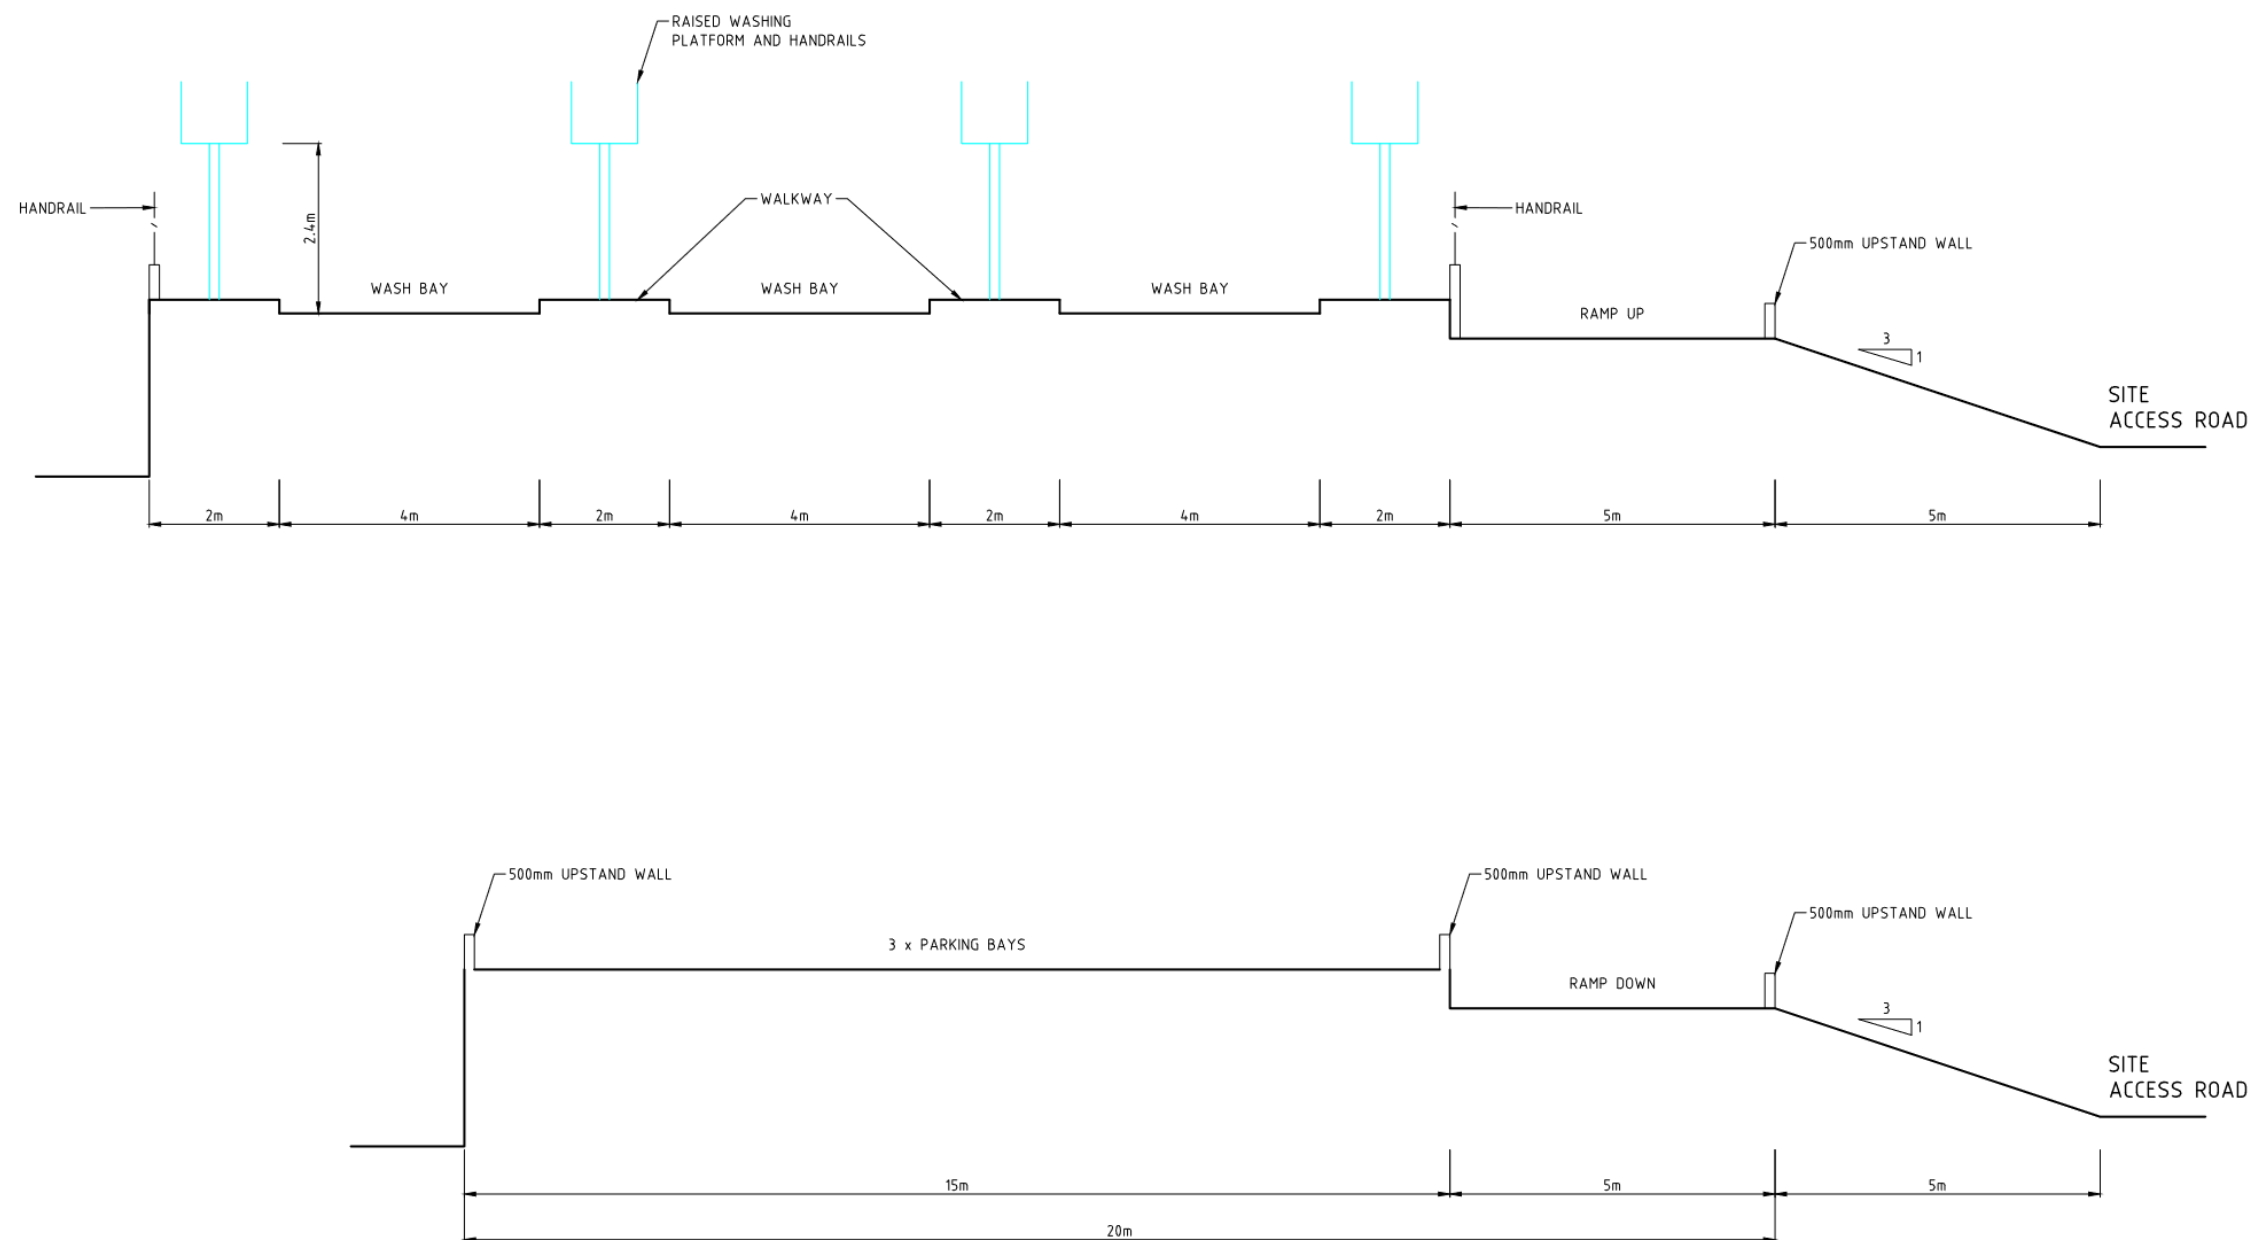 RAISED WASHING
PLATFORM AND HANDRAILS
HANDRAIL
WALKWAY
HANDRAIL
2.4m
500mm UPSTAND WALL
WASH BAY
WASH BAY
WASH BAY
RAMP UP
3
1
SITE
ACCESS ROAD
2m
4m
2m
4m
2m
4m
2m
5m
5m
500mm UPSTAND WALL
500mm UPSTAND WALL
500mm UPSTAND WALL
3 x PARKING BAYS
RAMP DOWN
3
1
SITE
ACCESS ROAD
15m
5m
5m
20m